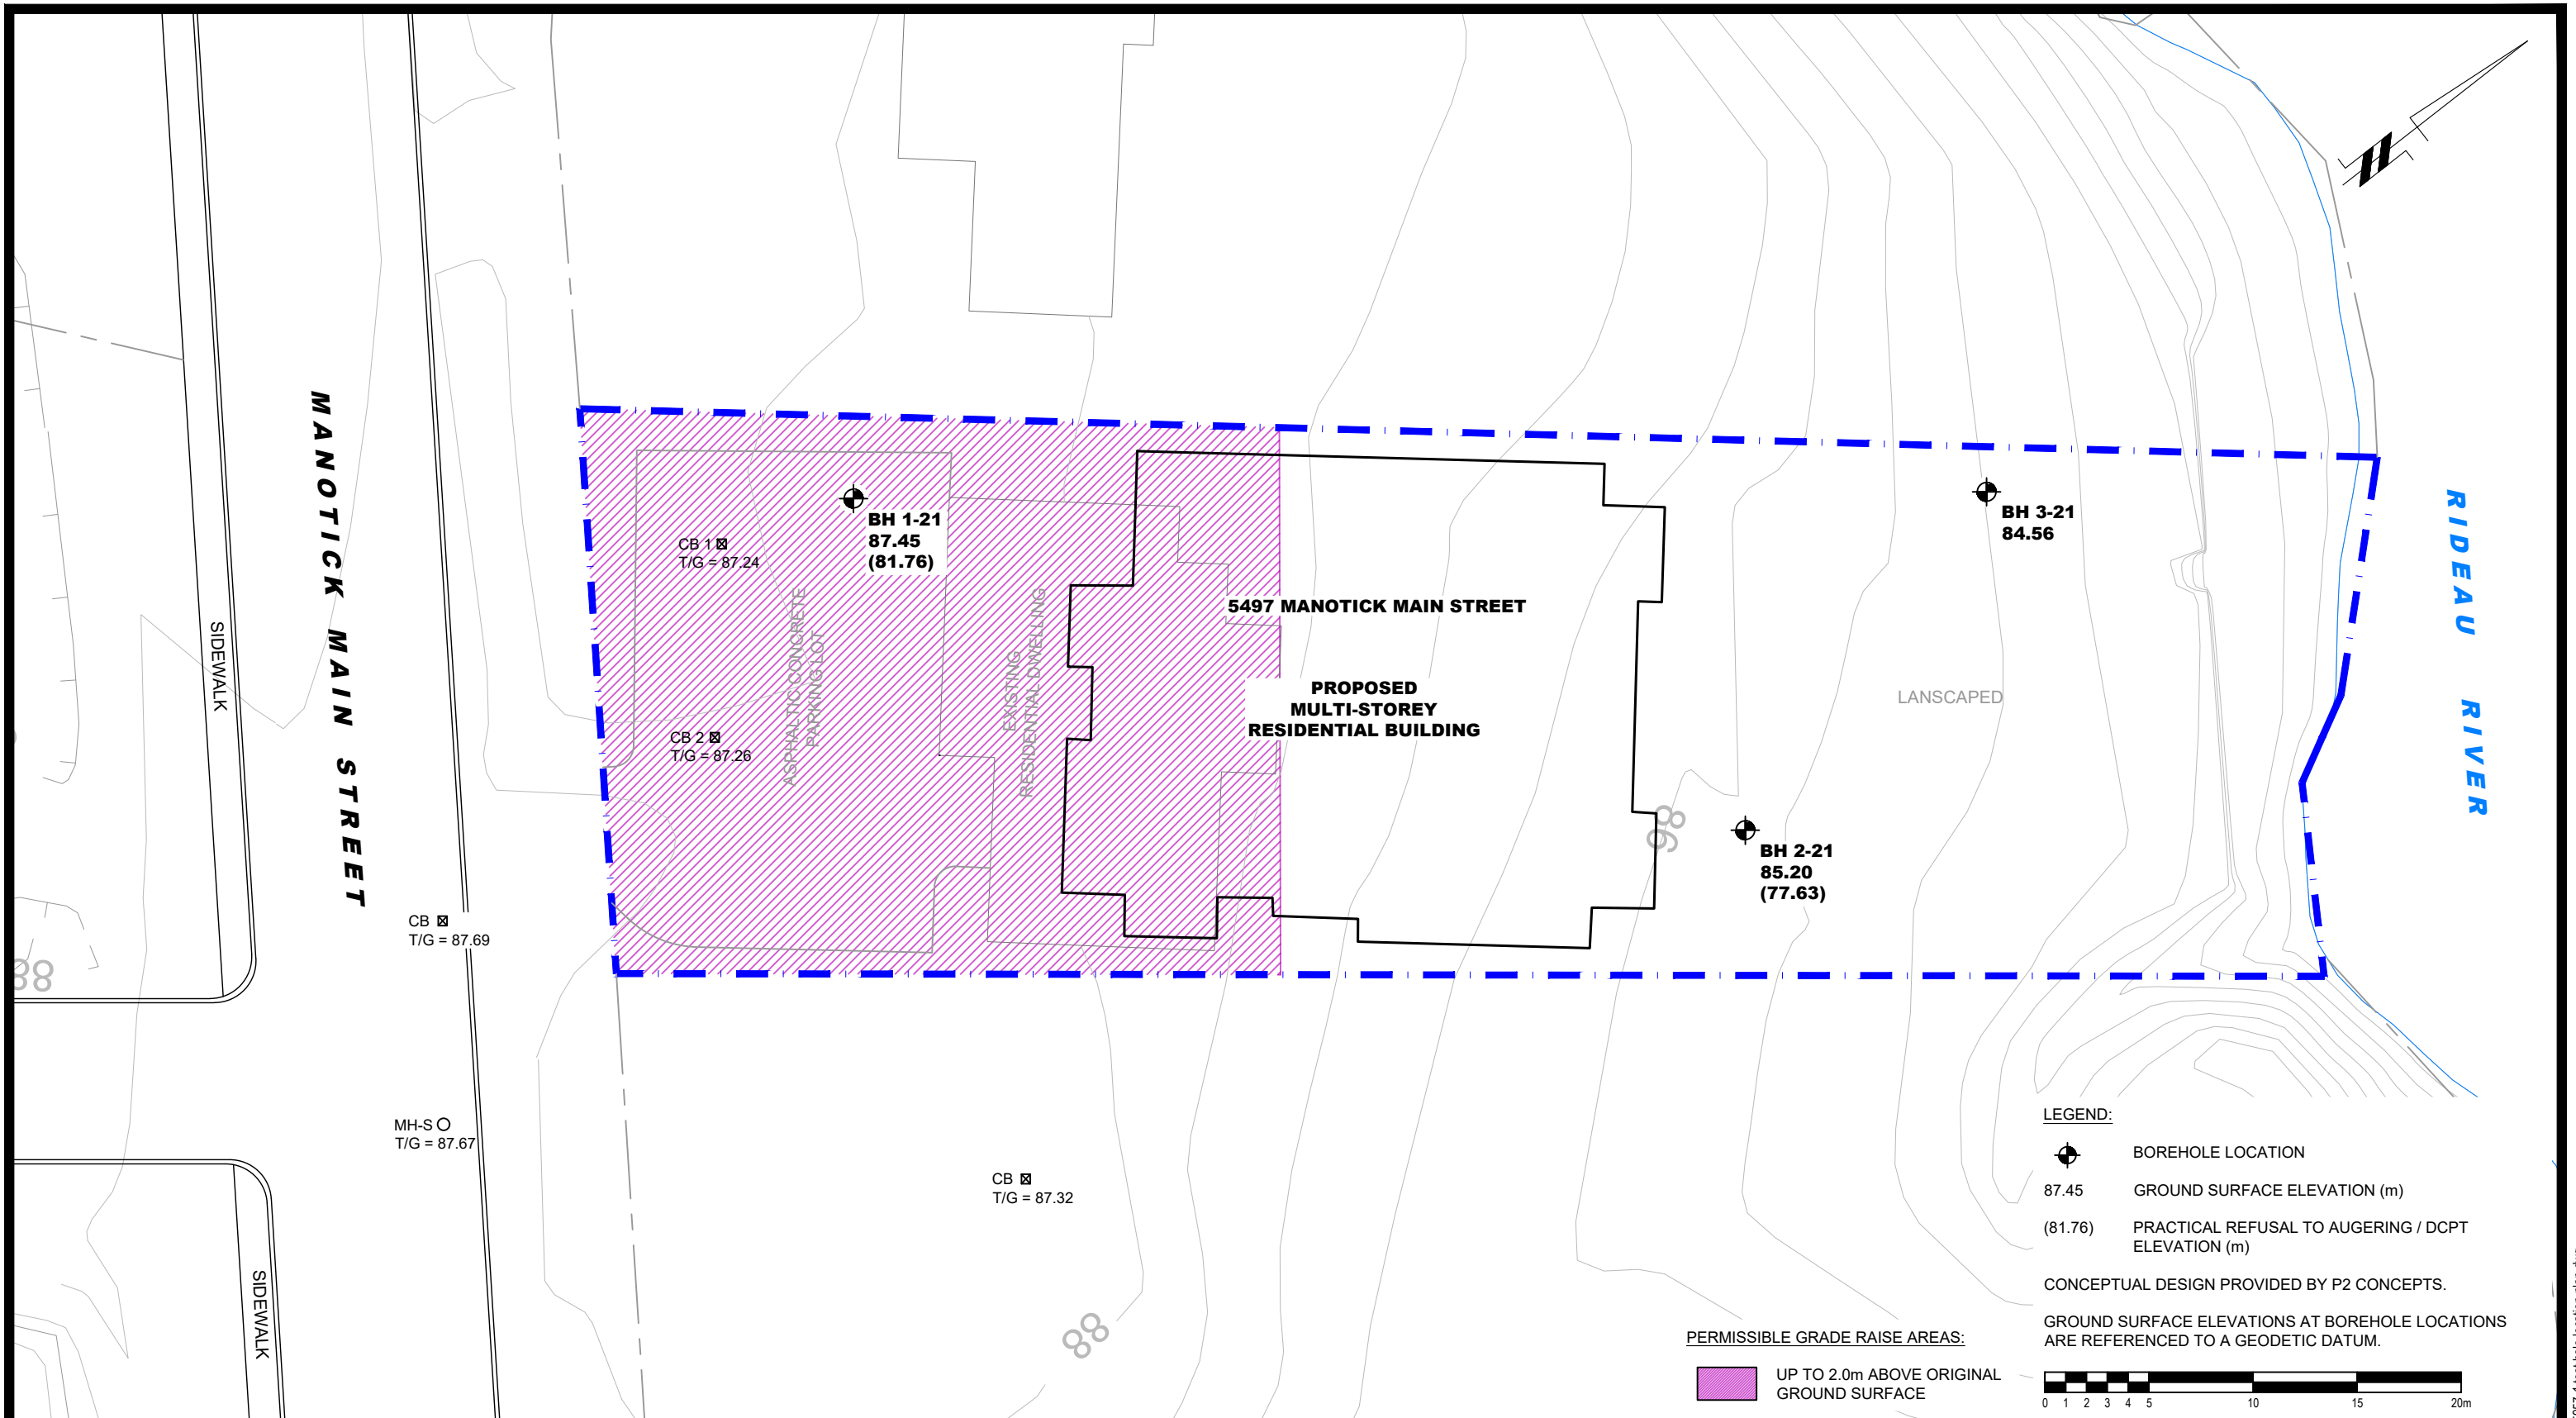 MANOTICK MAIN STREET
SIDEWALK
SIDEWALK
RIDEAU RIVER
CB 1
T/G = 87.24
CB 2
T/G = 87.26
BH 1-21
87.45
(81.76)
ASPHALTIC CONCRETE
PARKING LOT
EXISTING
RESIDENTIAL DWELLING
5497 MANOTICK MAIN STREET
PROPOSED
MULTI-STOREY
RESIDENTIAL BUILDING
BH 3-21
84.56
LANSCAPED
BH 2-21
85.20
(77.63)
86
CB
T/G = 87.69
88
MH-S
T/G = 87.67
CB
T/G = 87.32
88
LEGEND:
BOREHOLE LOCATION
87.45 GROUND SURFACE ELEVATION (m)
(81.76) PRACTICAL REFUSAL TO AUGERING / DCPT
ELEVATION (m)
CONCEPTUAL DESIGN PROVIDED BY P2 CONCEPTS.
GROUND SURFACE ELEVATIONS AT BOREHOLE LOCATIONS
ARE REFERENCED TO A GEODETIC DATUM.
PERMISSIBLE GRADE RAISE AREAS:
UP TO 2.0m ABOVE ORIGINAL
GROUND SURFACE
0 1 2 3 4 5 10 15 20m